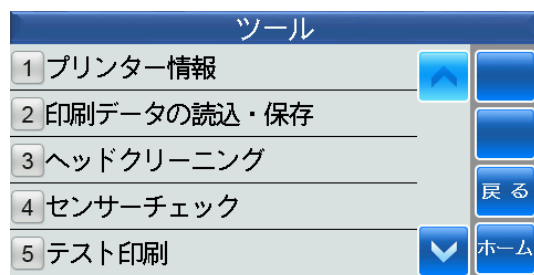 ツール
1 プリンター情報
2 印刷データの読込・保存
3 ヘッドクリーニング
4 センサーチェック
戻る
5 テスト印刷
ホーム